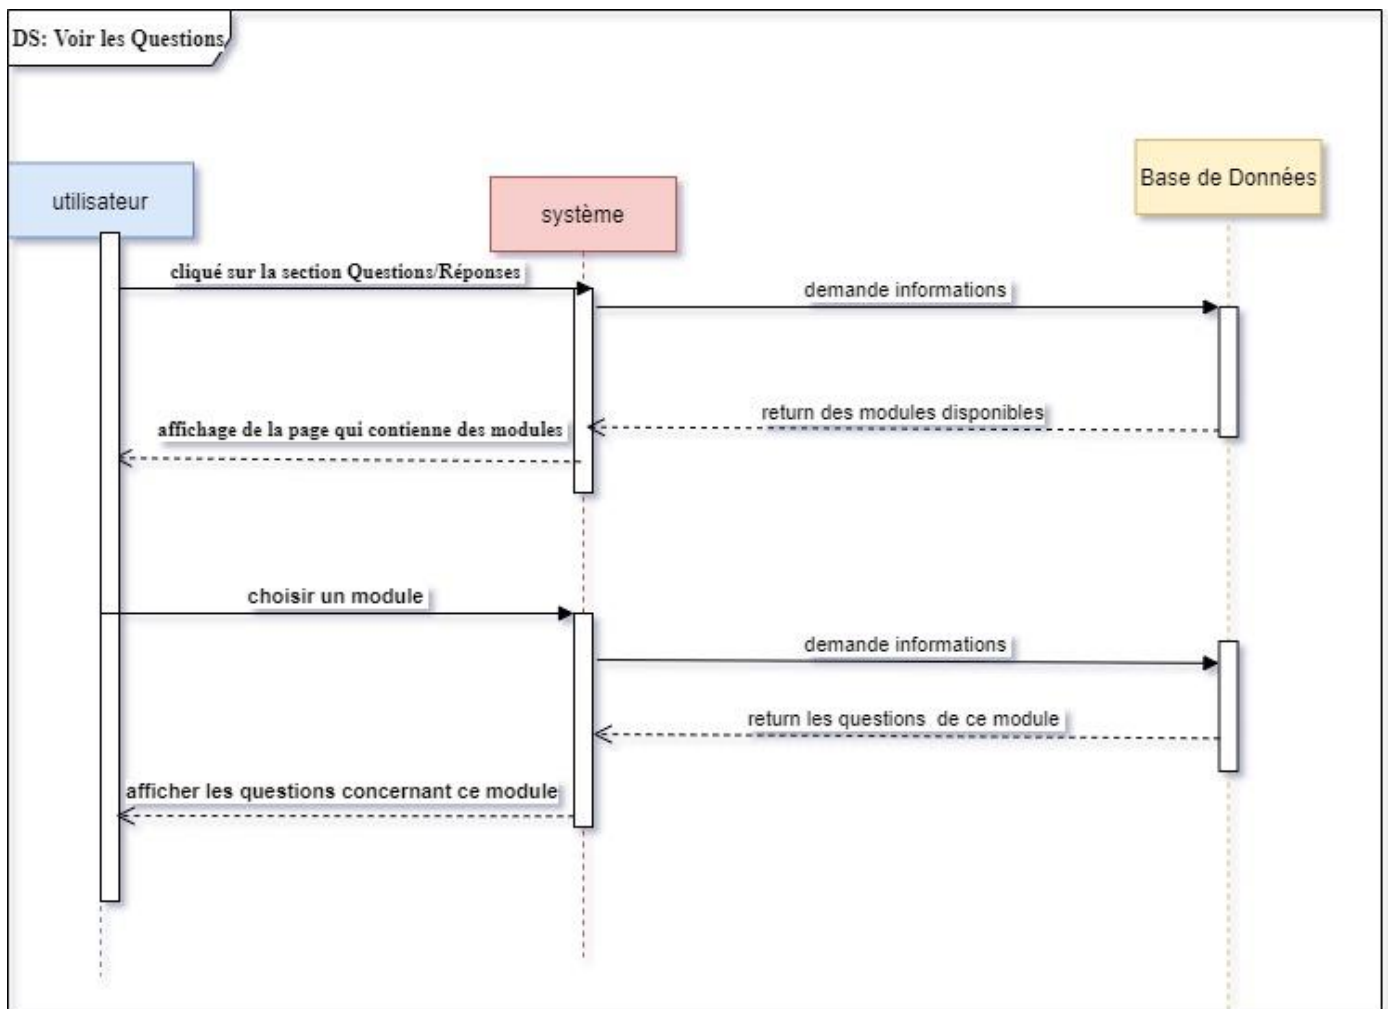 DS: Voir les Questions
utilisateur
système
Base de Données
cliqué sur la section Questions/Réponses
demande informations
return des modules disponibles
affichage de la page qui contienne des modules
choisir un module
demande informations
return les questions  de ce module
afficher les questions concernant ce module